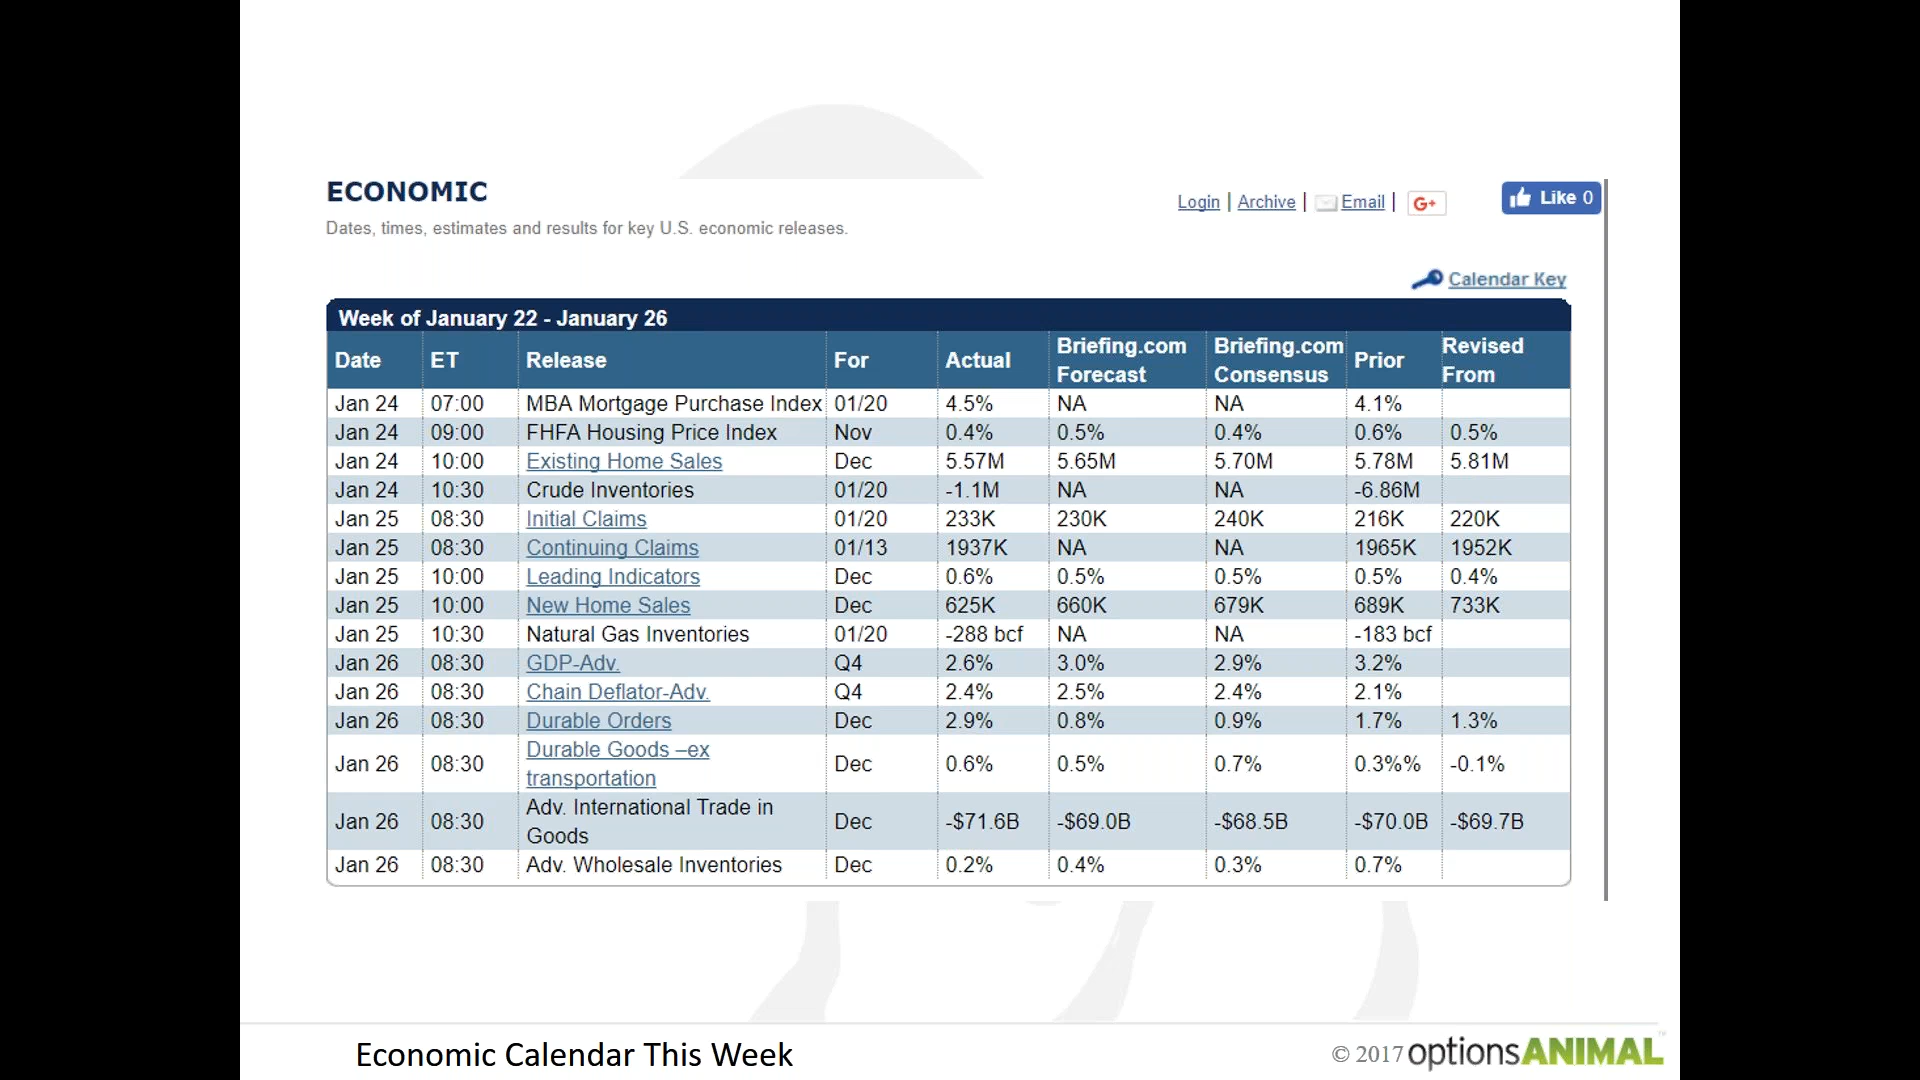 ECONOMIC
Login | Archive | Email | G+ Like 0
Dates, times, estimates and results for key U.S. economic releases.
Calendar Key
Week of January 22 - January 26
Date ET Release For Actual Briefing.com Forecast Briefing.com Consensus Prior Revised From
Jan 24 07:00 MBA Mortgage Purchase Index 01/20 4.5% NA NA 4.1%
Jan 24 09:00 FHFA Housing Price Index Nov 0.4% 0.5% 0.4% 0.6% 0.5%
Jan 24 10:00 Existing Home Sales Dec 5.57M 5.65M 5.70M 5.78M 5.81M
Jan 24 10:30 Crude Inventories 01/20 -1.1M NA NA -6.86M
Jan 25 08:30 Initial Claims 01/20 233K 230K 240K 216K 220K
Jan 25 08:30 Continuing Claims 01/13 1937K NA NA 1965K 1952K
Jan 25 10:00 Leading Indicators Dec 0.6% 0.5% 0.5% 0.5% 0.4%
Jan 25 10:00 New Home Sales Dec 625K 660K 679K 689K 733K
Jan 25 10:30 Natural Gas Inventories 01/20 -288 bcf NA NA -183 bcf
Jan 26 08:30 GDP-Adv. Q4 2.6% 3.0% 2.9% 3.2%
Jan 26 08:30 Chain Deflator-Adv. Q4 2.4% 2.5% 2.4% 2.1%
Jan 26 08:30 Durable Orders Dec 2.9% 0.8% 0.9% 1.7% 1.3%
Jan 26 08:30 Durable Goods –ex transportation Dec 0.6% 0.5% 0.7% 0.3%% -0.1%
Jan 26 08:30 Adv. International Trade in Goods Dec -$71.6B -$69.0B -$68.5B -$70.0B -$69.7B
Jan 26 08:30 Adv. Wholesale Inventories Dec 0.2% 0.4% 0.3% 0.7%
Economic Calendar This Week
© 2017 optionsANIMAL